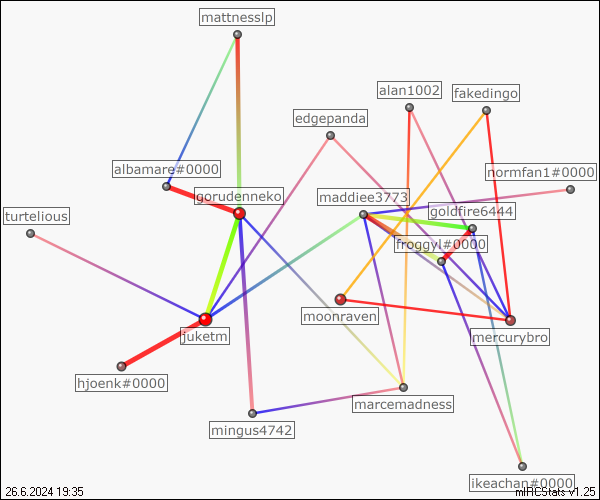 mattnesslp
alan1002
fakedingo
edgepanda
albamare#0000
normfan1#0000
gorudenneko
maddiee3773
turtelious
goldfire6444
froggyl#0000
moonraven
juketm
mercurybro
hjoenk#0000
marcemadness
mingus4742
ikeachan#0000
26.6.2024 19:35
mIRCStats v1.25